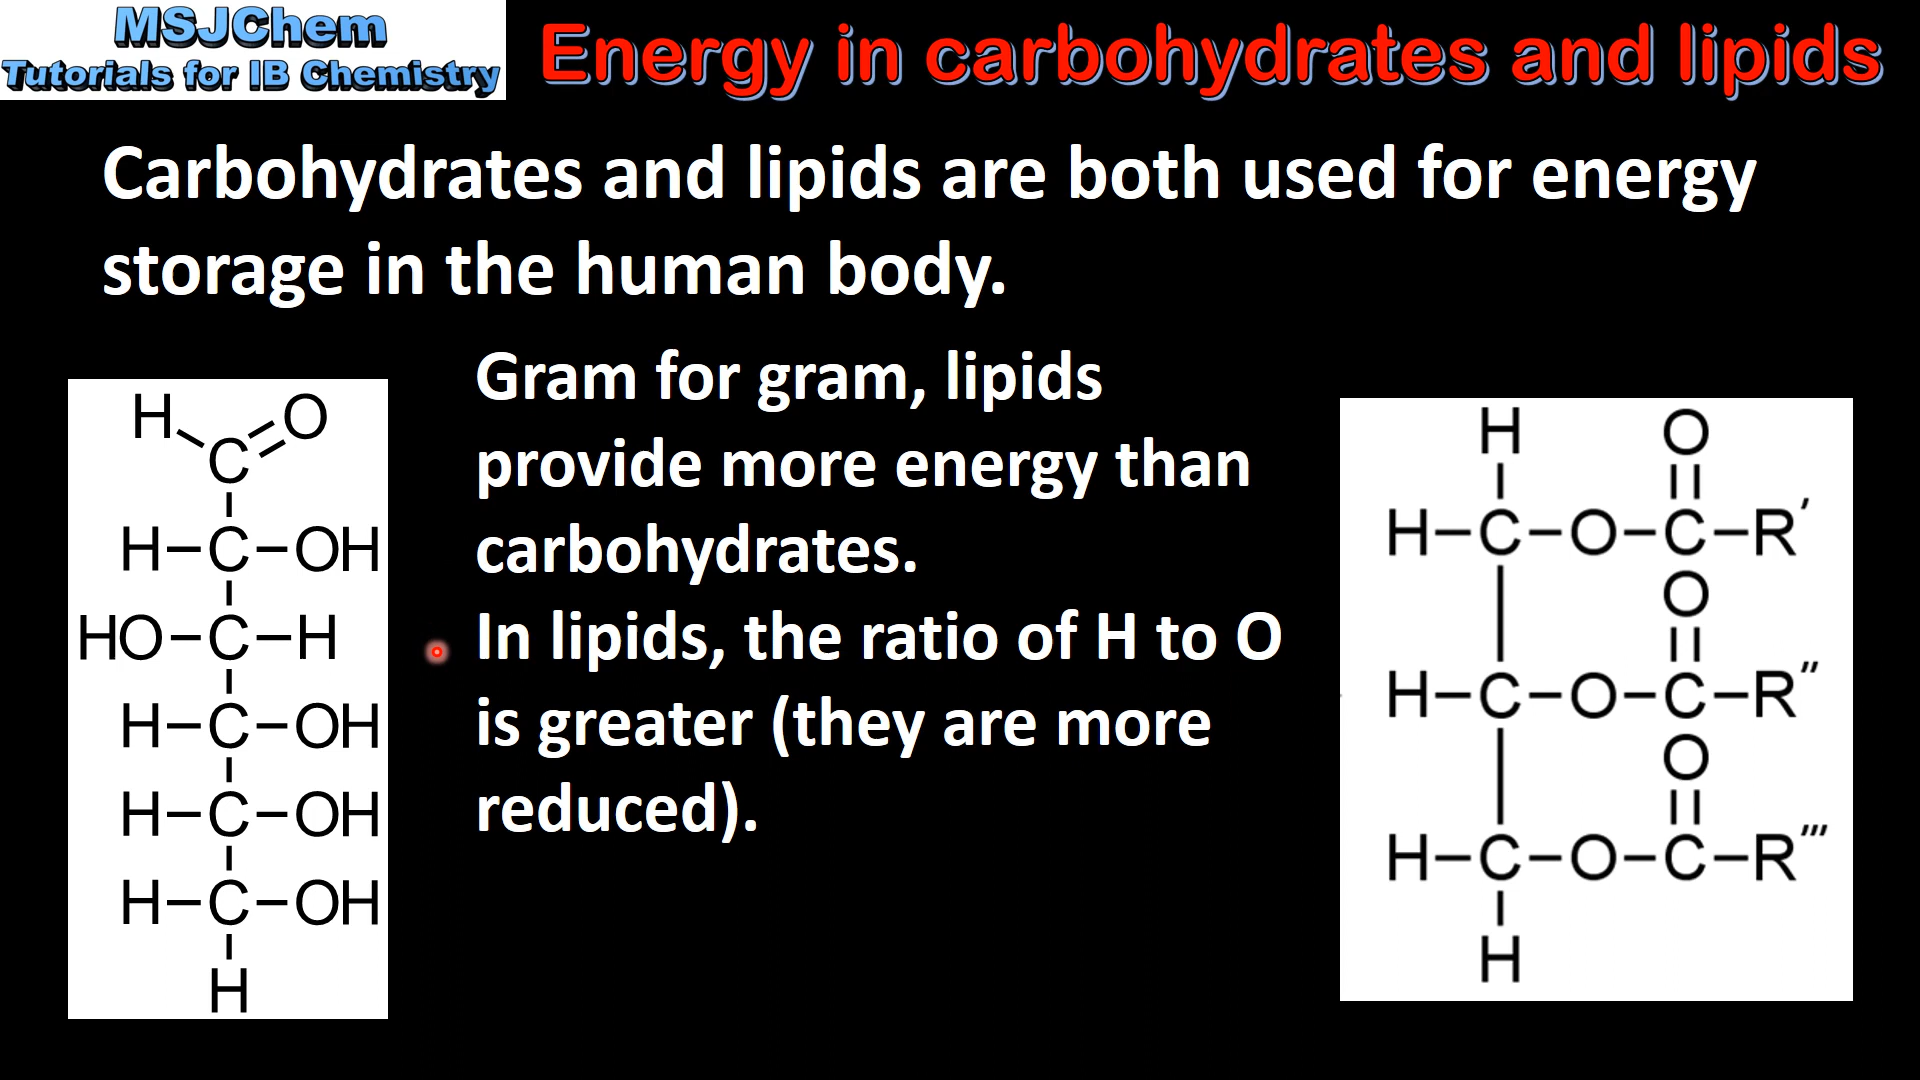 MSJChem
Tutorials for IB Chemistry
Energy in carbohydrates and lipids
Carbohydrates and lipids are both used for energy
storage in the human body.
Gram for gram, lipids
provide more energy than
carbohydrates.
In lipids, the ratio of H to O
is greater (they are more
reduced).
H O
C
H-C-OH
HO-C-H
H-C-OH
H-C-OH
H-C-OH
H
H O
H-C-O-C-R′
O
H-C-O-C-R″
O
H-C-O-C-R‴
H